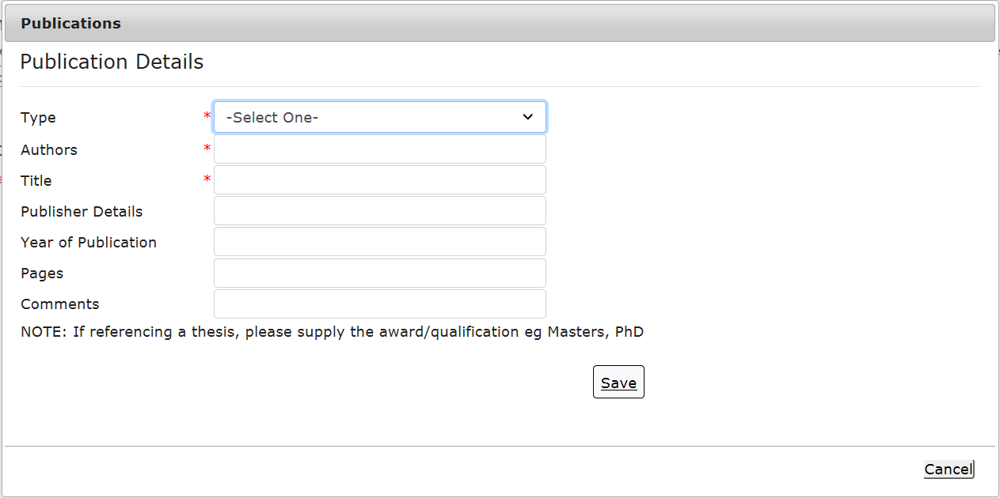 Publications
Publication Details
Type *
-Select One-
Authors *
Title *
Publisher Details
Year of Publication
Pages
Comments
NOTE: If referencing a thesis, please supply the award/qualification eg Masters, PhD
Save
Cancel